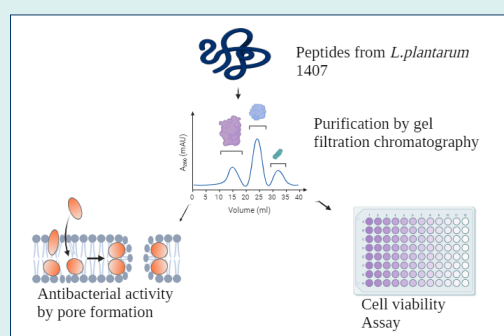 Peptides from L.plantarum
1407
Purification by gel
filtration chromatography
A280 (mAU)
0 5 10 15 20 25 30 35 40
Volume (ml)
Antibacterial activity
by pore formation
Cell viability
Assay